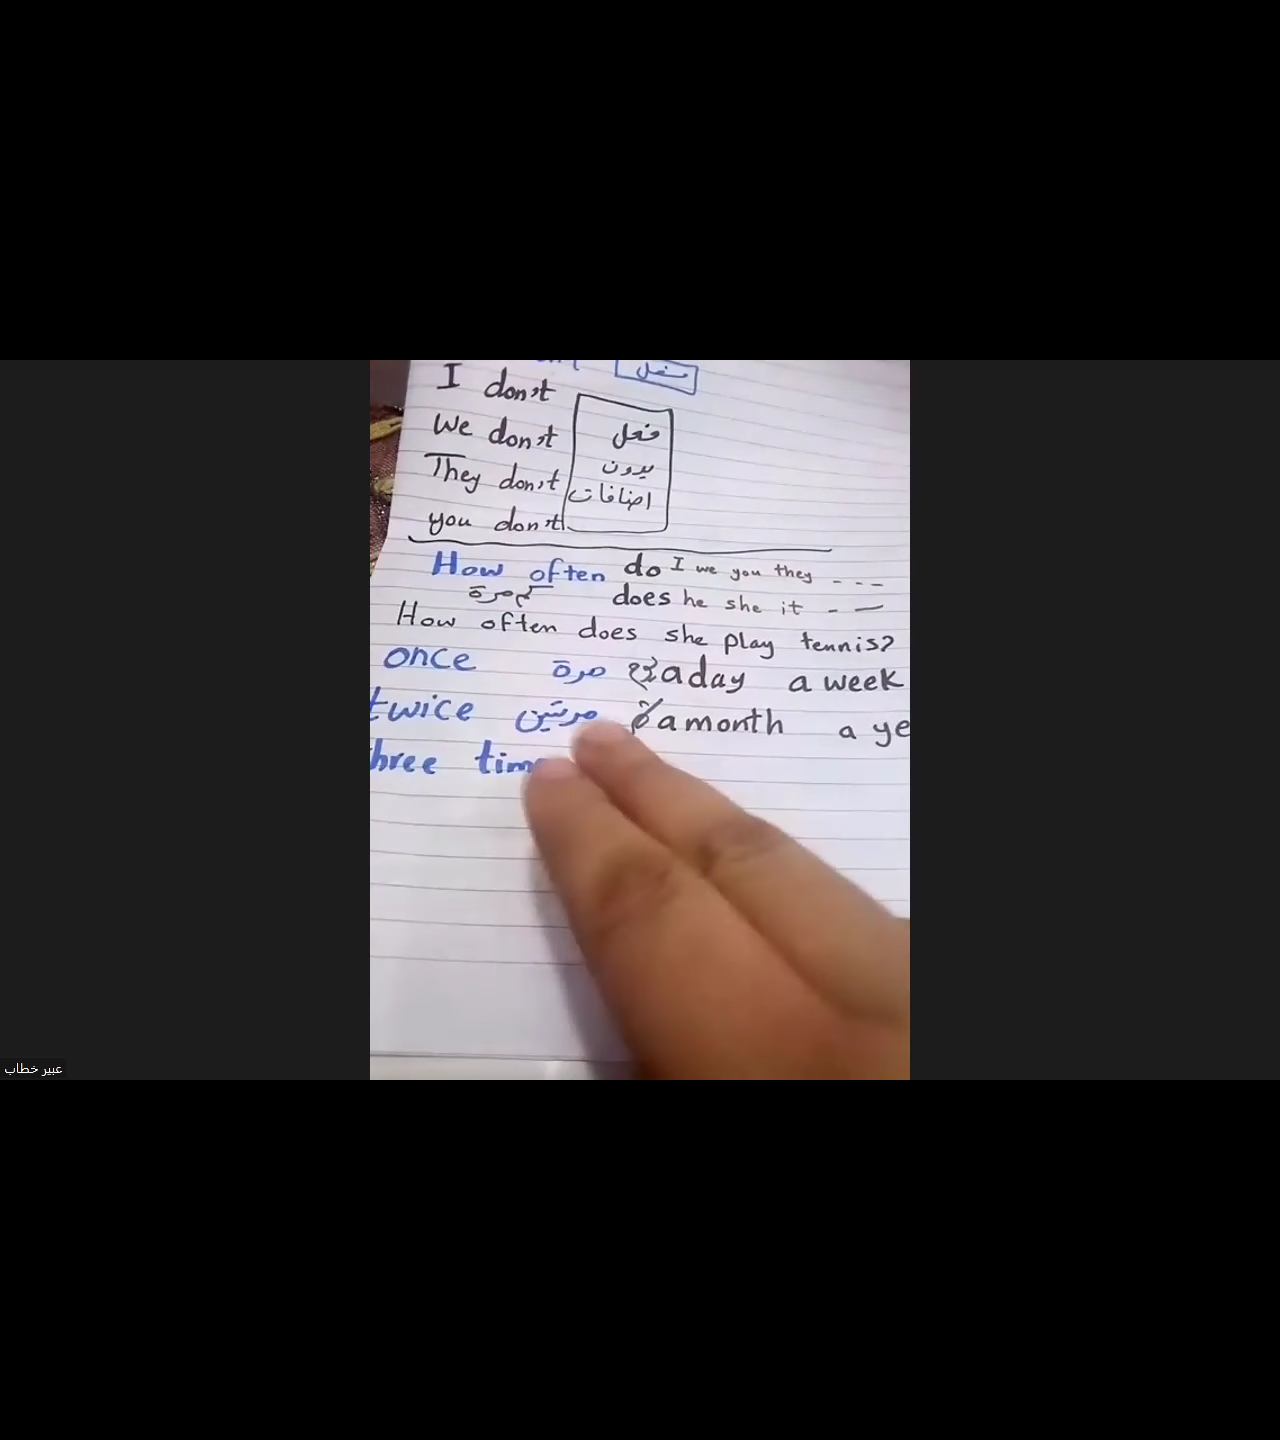 فعل
I don't
We don't فعل
They don't بدون
you don't اضافات
How often do I we you they - - -
كم مرة does he she it - -
How often does she play tennis?
once مرة a day a week
twice مرتين a month a ye
hree tim
عبير خطاب